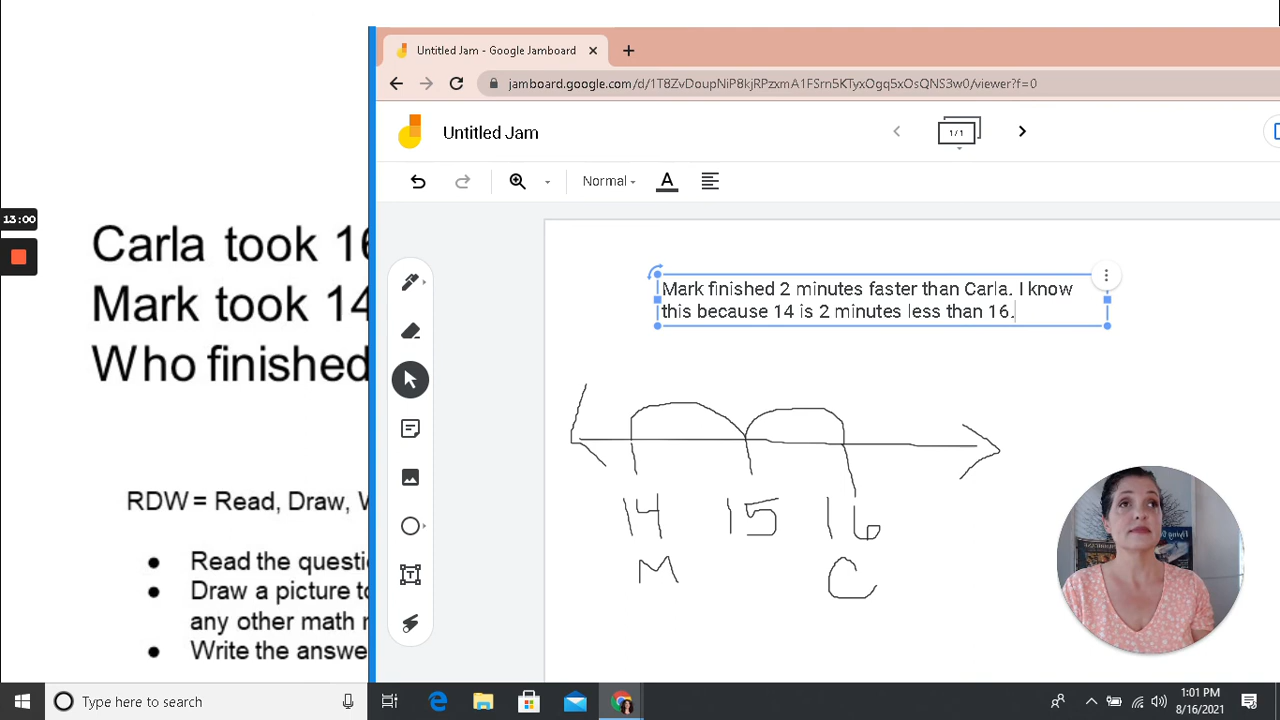 Untitled Jam - Google Jamboard
jamboard.google.com/d/1T8ZvDoupNiP8kjRPzxmA1FSrn5KTyxOgq5xOsQNS3w0/viewer?f=0
Untitled Jam
1/1
Normal
A
13:00
Carla took 16
Mark took 14
Who finished
RDW = Read, Draw, W
Read the questi
Draw a picture to
any other math
Write the answe
Mark finished 2 minutes faster than Carla. I know
this because 14 is 2 minutes less than 16.
14 15 16
M C
Type here to search
1:01 PM
8/16/2021